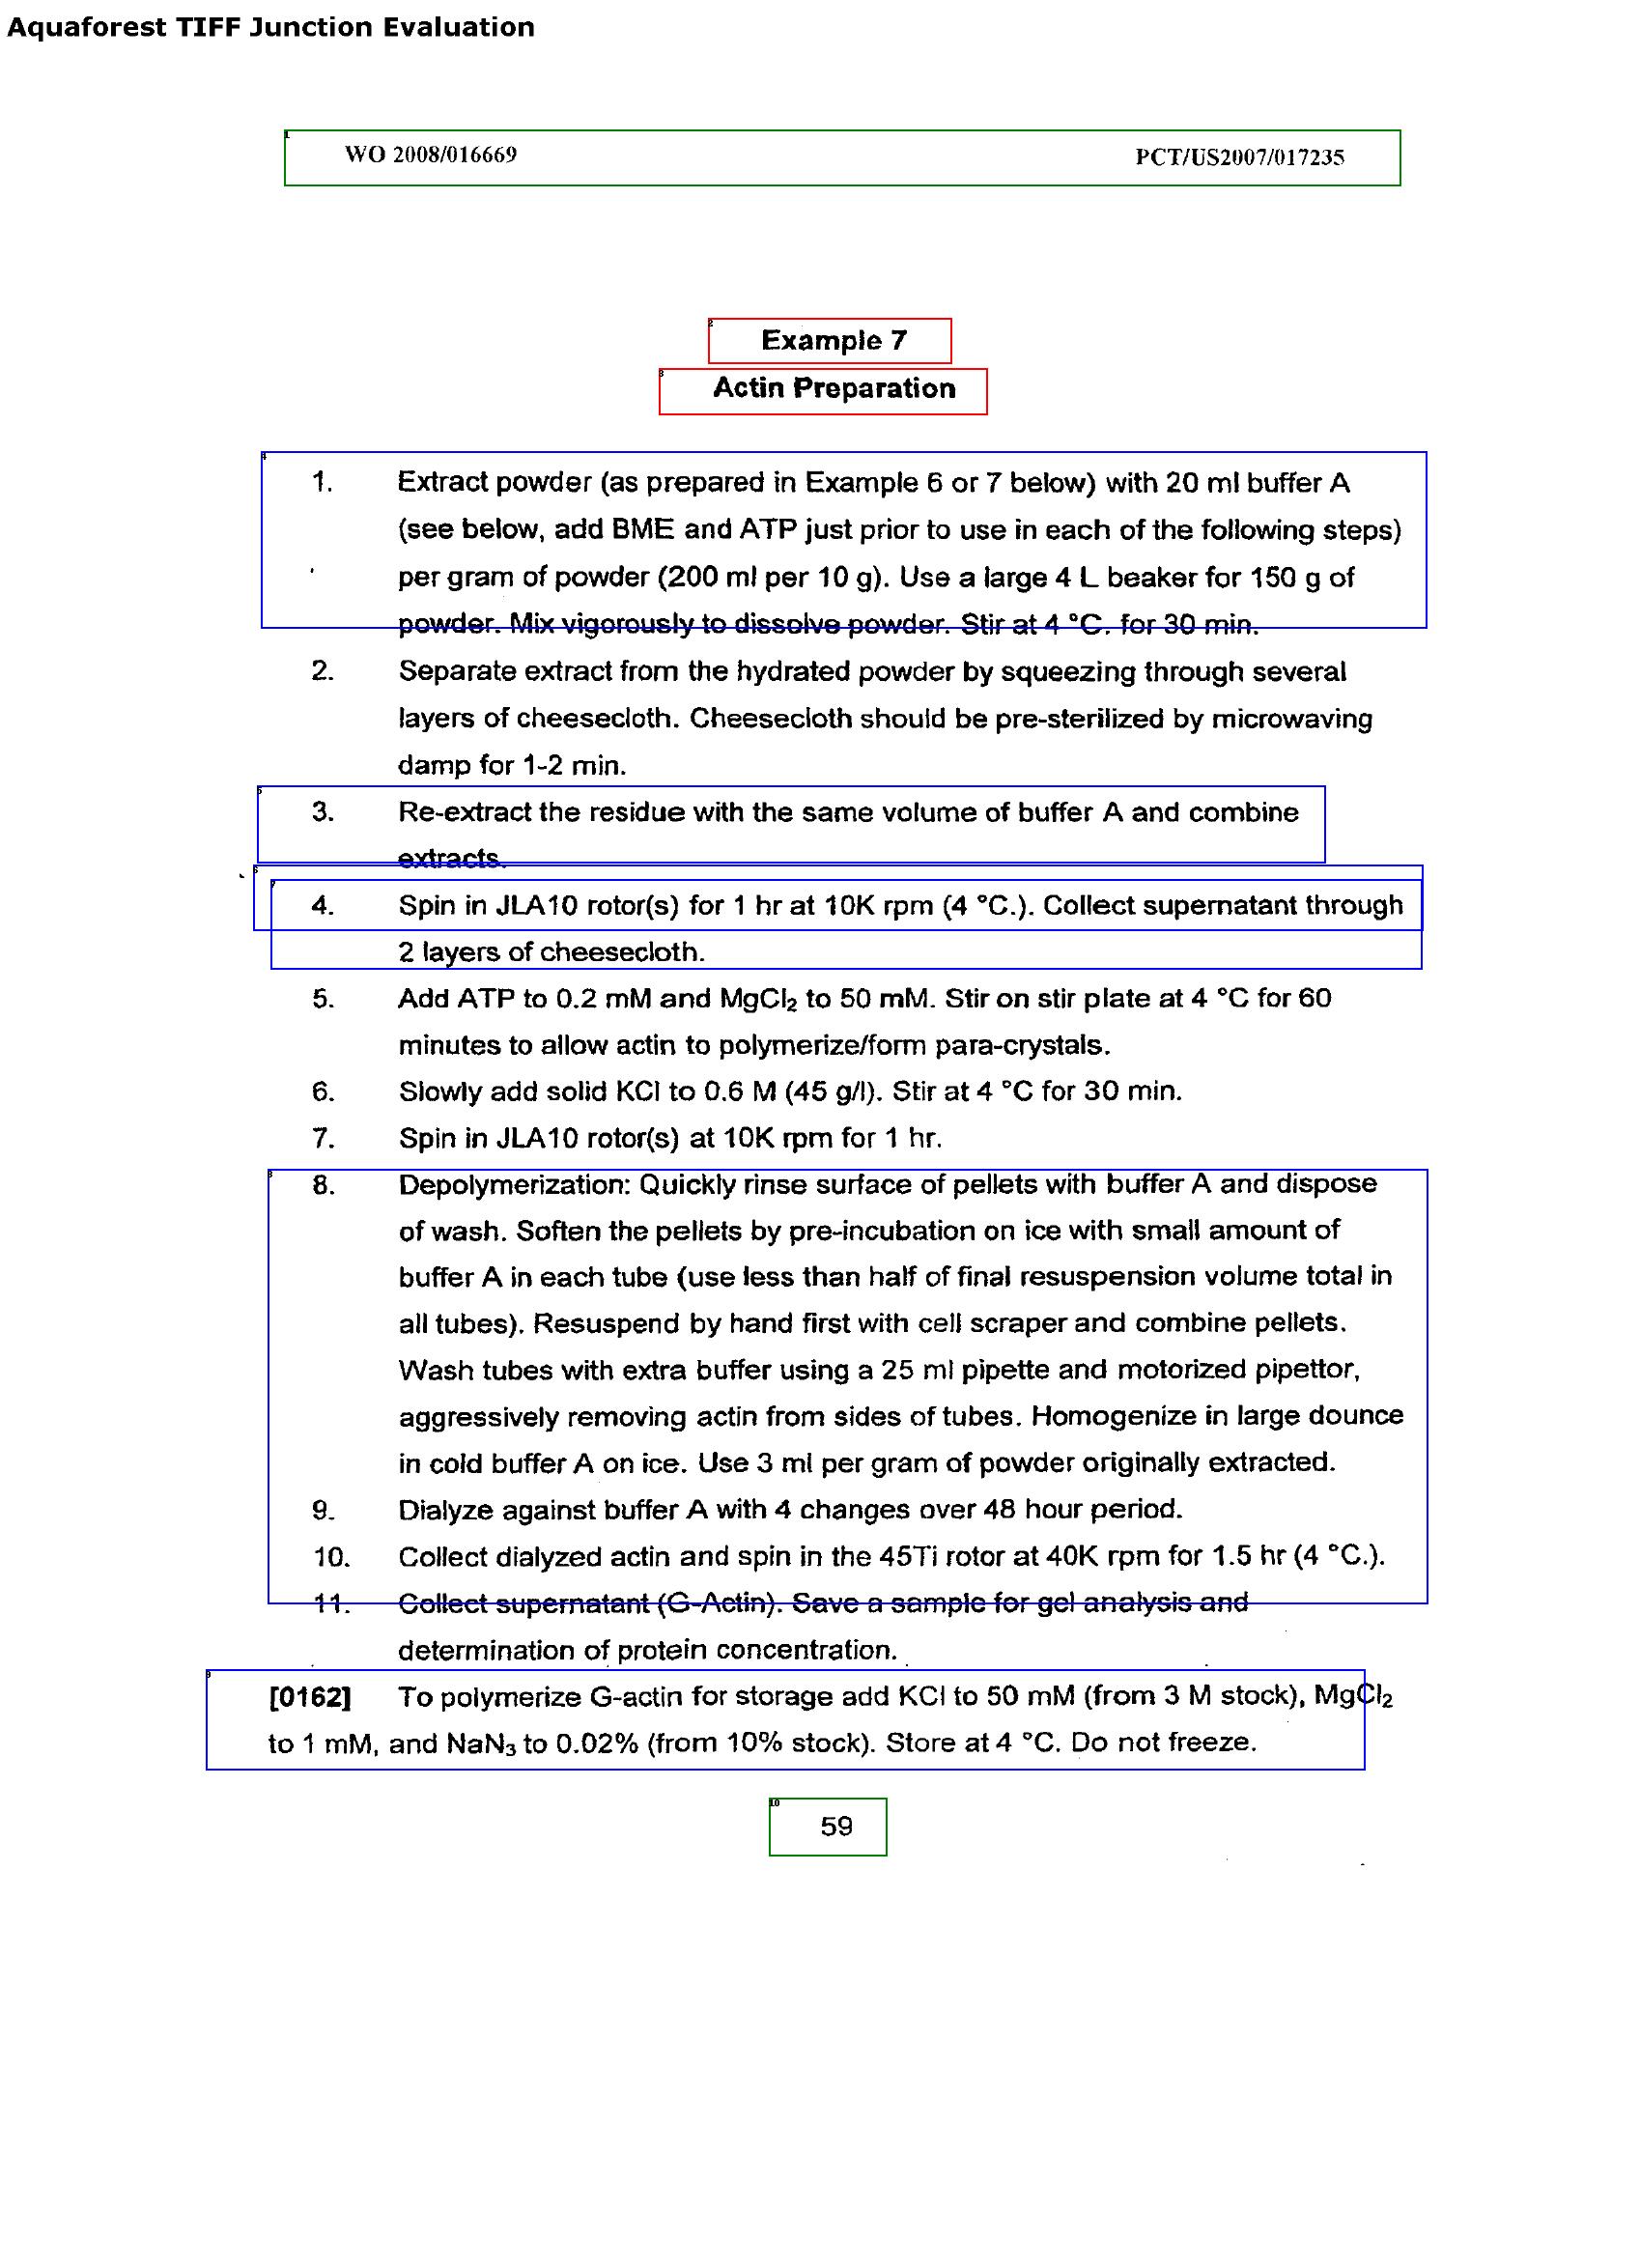 Aquaforest TIFF Junction Evaluation
WO 2008/016669 PCT/US2007/017235
Example 7
Actin Preparation
1. Extract powder (as prepared in Example 6 or 7 below) with 20 ml buffer A
(see below, add BME and ATP just prior to use in each of the following steps)
per gram of powder (200 ml per 10 g). Use a large 4 L beaker for 150 g of
powder. Mix vigorously to dissolve powder. Stir at 4 °C. for 30 min.
2. Separate extract from the hydrated powder by squeezing through several
layers of cheesecloth. Cheesecloth should be pre-sterilized by microwaving
damp for 1-2 min.
3. Re-extract the residue with the same volume of buffer A and combine
extracts.
4. Spin in JLA10 rotor(s) for 1 hr at 10K rpm (4 °C.). Collect supernatant through
2 layers of cheesecloth.
5. Add ATP to 0.2 mM and MgCl₂ to 50 mM. Stir on stir plate at 4 °C for 60
minutes to allow actin to polymerize/form para-crystals.
6. Slowly add solid KCl to 0.6 M (45 g/l). Stir at 4 °C for 30 min.
7. Spin in JLA10 rotor(s) at 10K rpm for 1 hr.
8. Depolymerization: Quickly rinse surface of pellets with buffer A and dispose
of wash. Soften the pellets by pre-incubation on ice with small amount of
buffer A in each tube (use less than half of final resuspension volume total in
all tubes). Resuspend by hand first with cell scraper and combine pellets.
Wash tubes with extra buffer using a 25 ml pipette and motorized pipettor,
aggressively removing actin from sides of tubes. Homogenize in large dounce
in cold buffer A on ice. Use 3 ml per gram of powder originally extracted.
9. Dialyze against buffer A with 4 changes over 48 hour period.
10. Collect dialyzed actin and spin in the 45Ti rotor at 40K rpm for 1.5 hr (4 °C.).
11. Collect supernatant (G-Actin). Save a sample for gel analysis and
determination of protein concentration.
[0162] To polymerize G-actin for storage add KCl to 50 mM (from 3 M stock), MgCl₂
to 1 mM, and NaN₃ to 0.02% (from 10% stock). Store at 4 °C. Do not freeze.
10
59